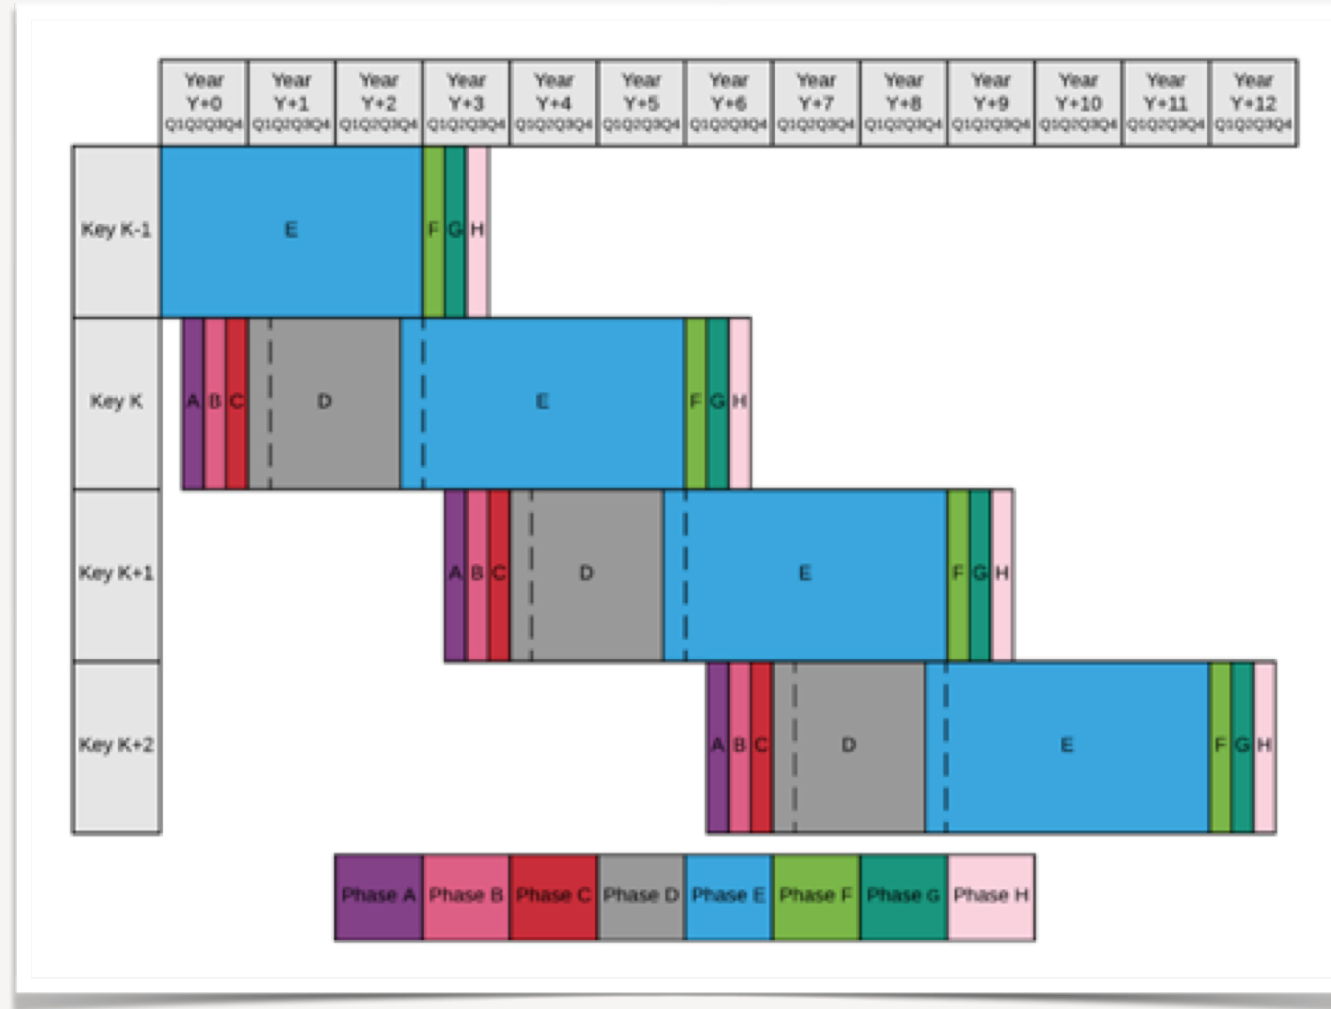 Year Year Year Year Year Year Year Year Year Year Year Year Year
Y+0 Y+1 Y+2 Y+3 Y+4 Y+5 Y+6 Y+7 Y+8 Y+9 Y+10 Y+11 Y+12
Q1Q2Q3Q4 Q1Q2Q3Q4 Q1Q2Q3Q4 Q1Q2Q3Q4 Q1Q2Q3Q4 Q1Q2Q3Q4 Q1Q2Q3Q4 Q1Q2Q3Q4 Q1Q2Q3Q4 Q1Q2Q3Q4 Q1Q2Q3Q4 Q1Q2Q3Q4 Q1Q2Q3Q4
Key K-1 E F G H
Key K A B C D E F G H
Key K+1 A B C D E F G H
Key K+2 A B C D E F G H
Phase A Phase B Phase C Phase D Phase E Phase F Phase G Phase H